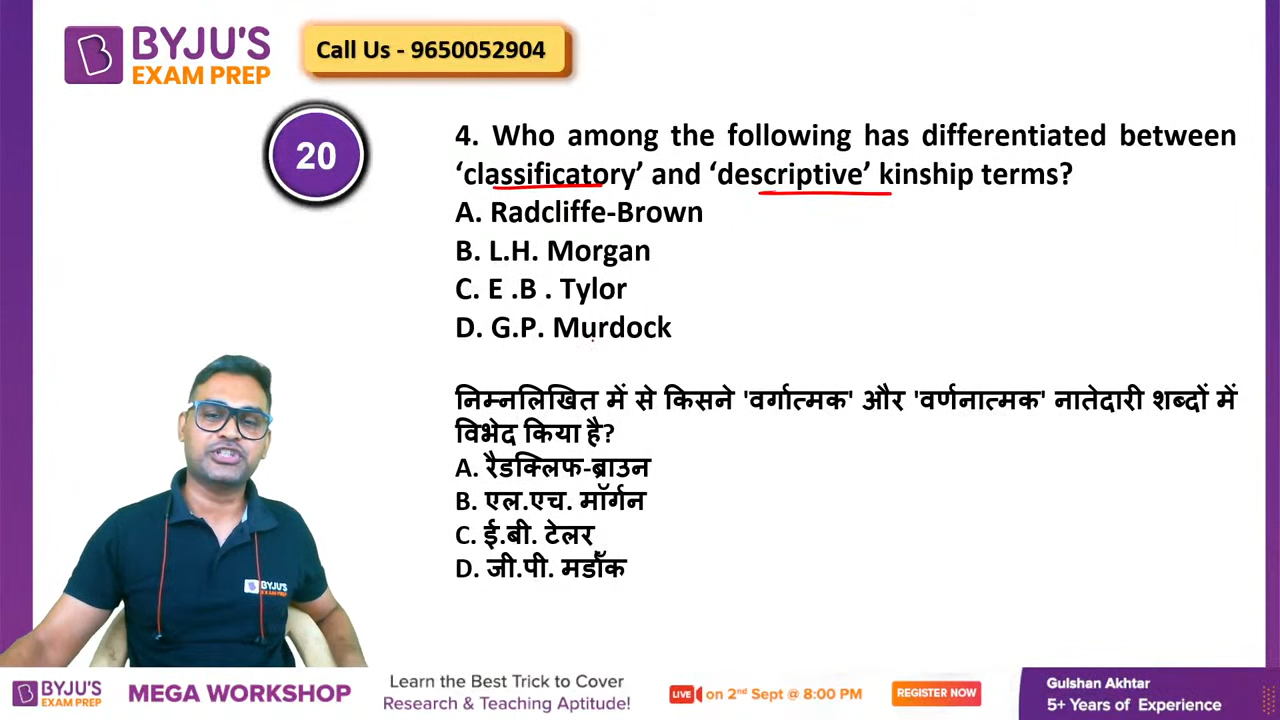 BYJU'S
EXAM PREP
Call Us - 9650052904
20
4. Who among the following has differentiated between
‘classificatory’ and ‘descriptive’ kinship terms?
A. Radcliffe-Brown
B. L.H. Morgan
C. E .B . Tylor
D. G.P. Murdock
निम्नलिखित में से किसने 'वर्गात्मक' और 'वर्णनात्मक' नातेदारी शब्दों में
विभेद किया है?
A. रैडक्लिफ-ब्राउन
B. एल.एच. मॉर्गन
C. ई.बी. टेलर
D. जी.पी. मर्डॉक
BYJU'S
EXAM PREP
BYJU'S
EXAM PREP
MEGA WORKSHOP
Learn the Best Trick to Cover
Research & Teaching Aptitude!
LIVE on 2nd Sept @ 8:00 PM
REGISTER NOW
Gulshan Akhtar
5+ Years of Experience